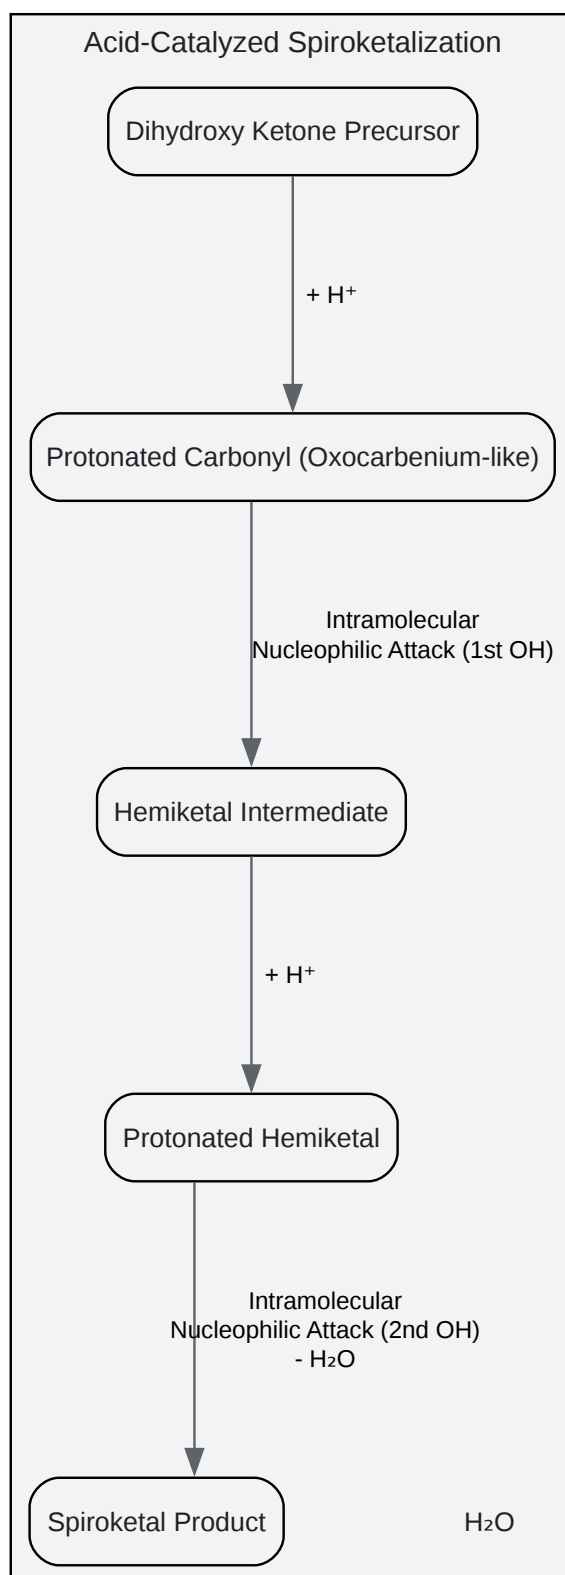 Acid-Catalyzed Spiroketalization
Dihydroxy Ketone Precursor
+ H⁺
Protonated Carbonyl (Oxocarbenium-like)
Intramolecular
Nucleophilic Attack (1st OH)
Hemiketal Intermediate
+ H⁺
Protonated Hemiketal
Intramolecular
Nucleophilic Attack (2nd OH)
- H₂O
Spiroketal Product
H₂O